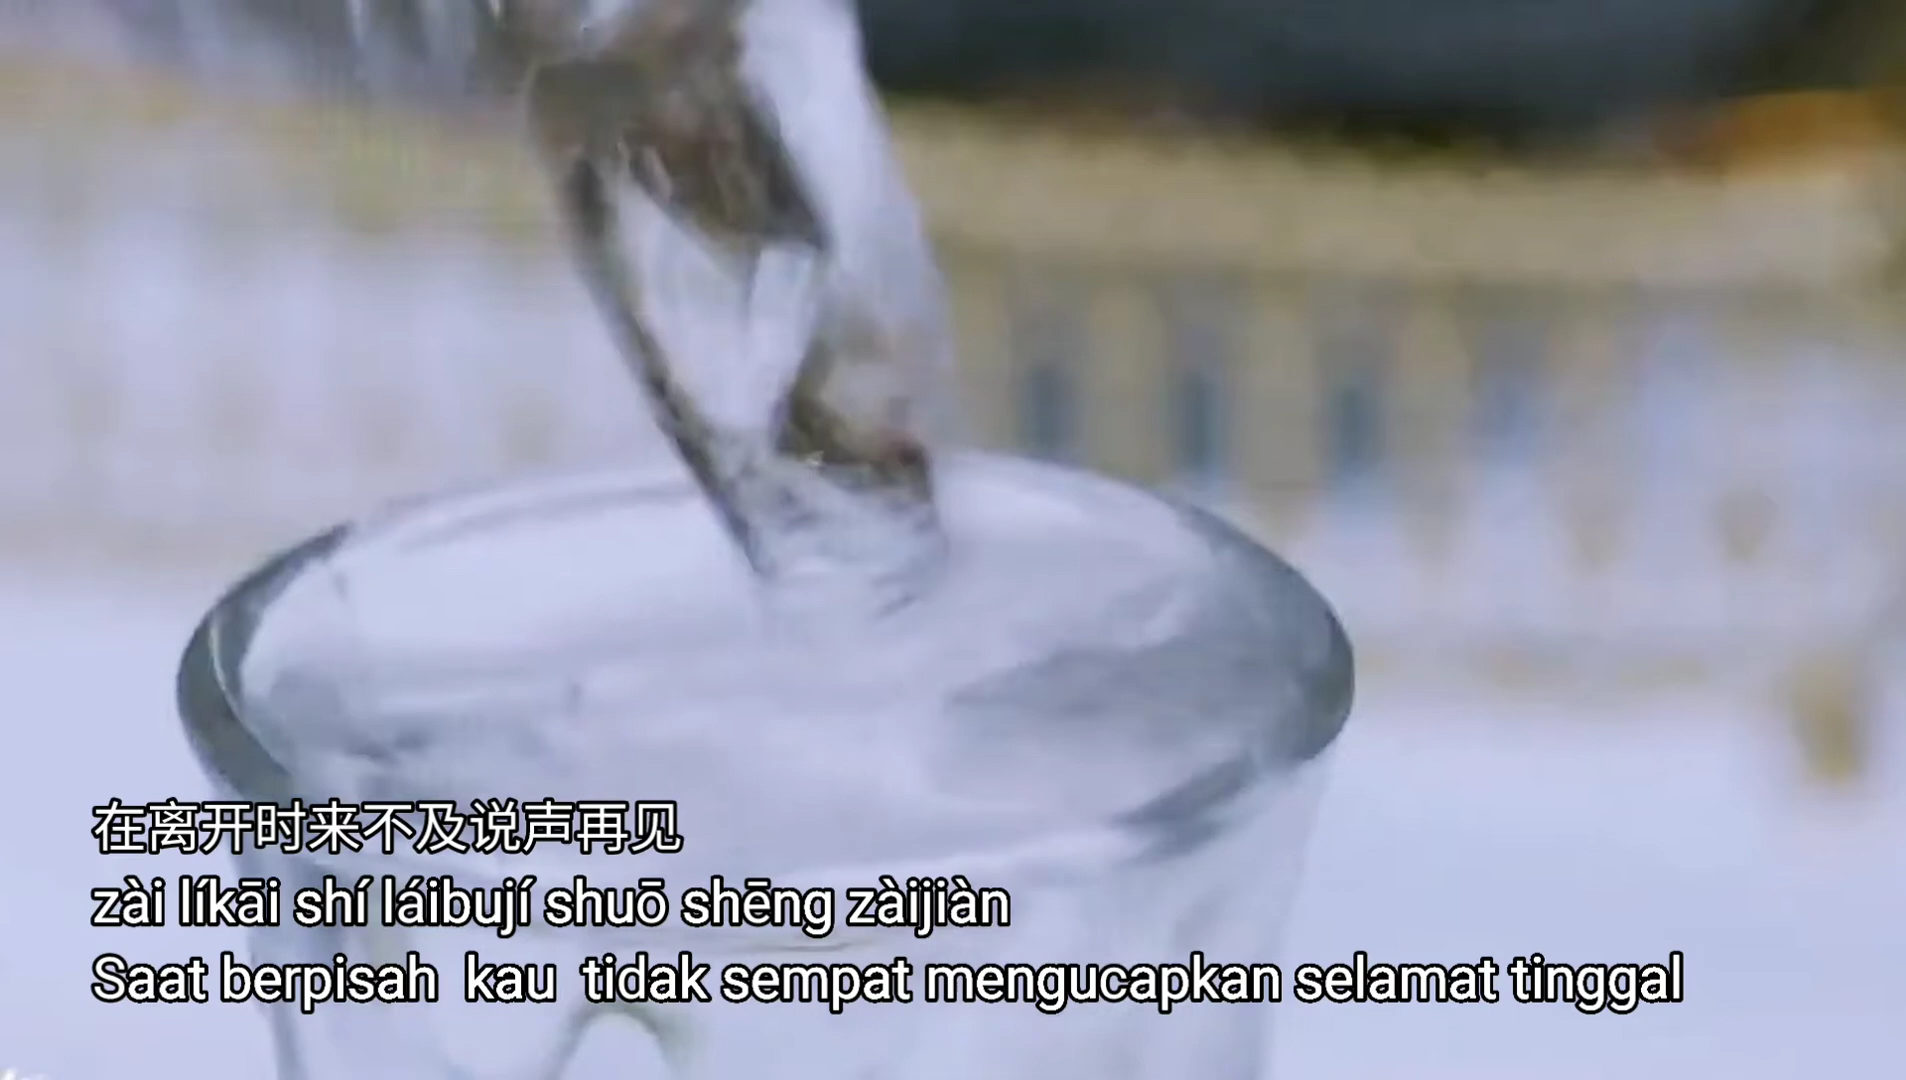 在离开时来不及说声再见
zài líkāi shí láibují shuō shēng zàijiàn
Saat berpisah kau tidak sempat mengucapkan selamat tinggal